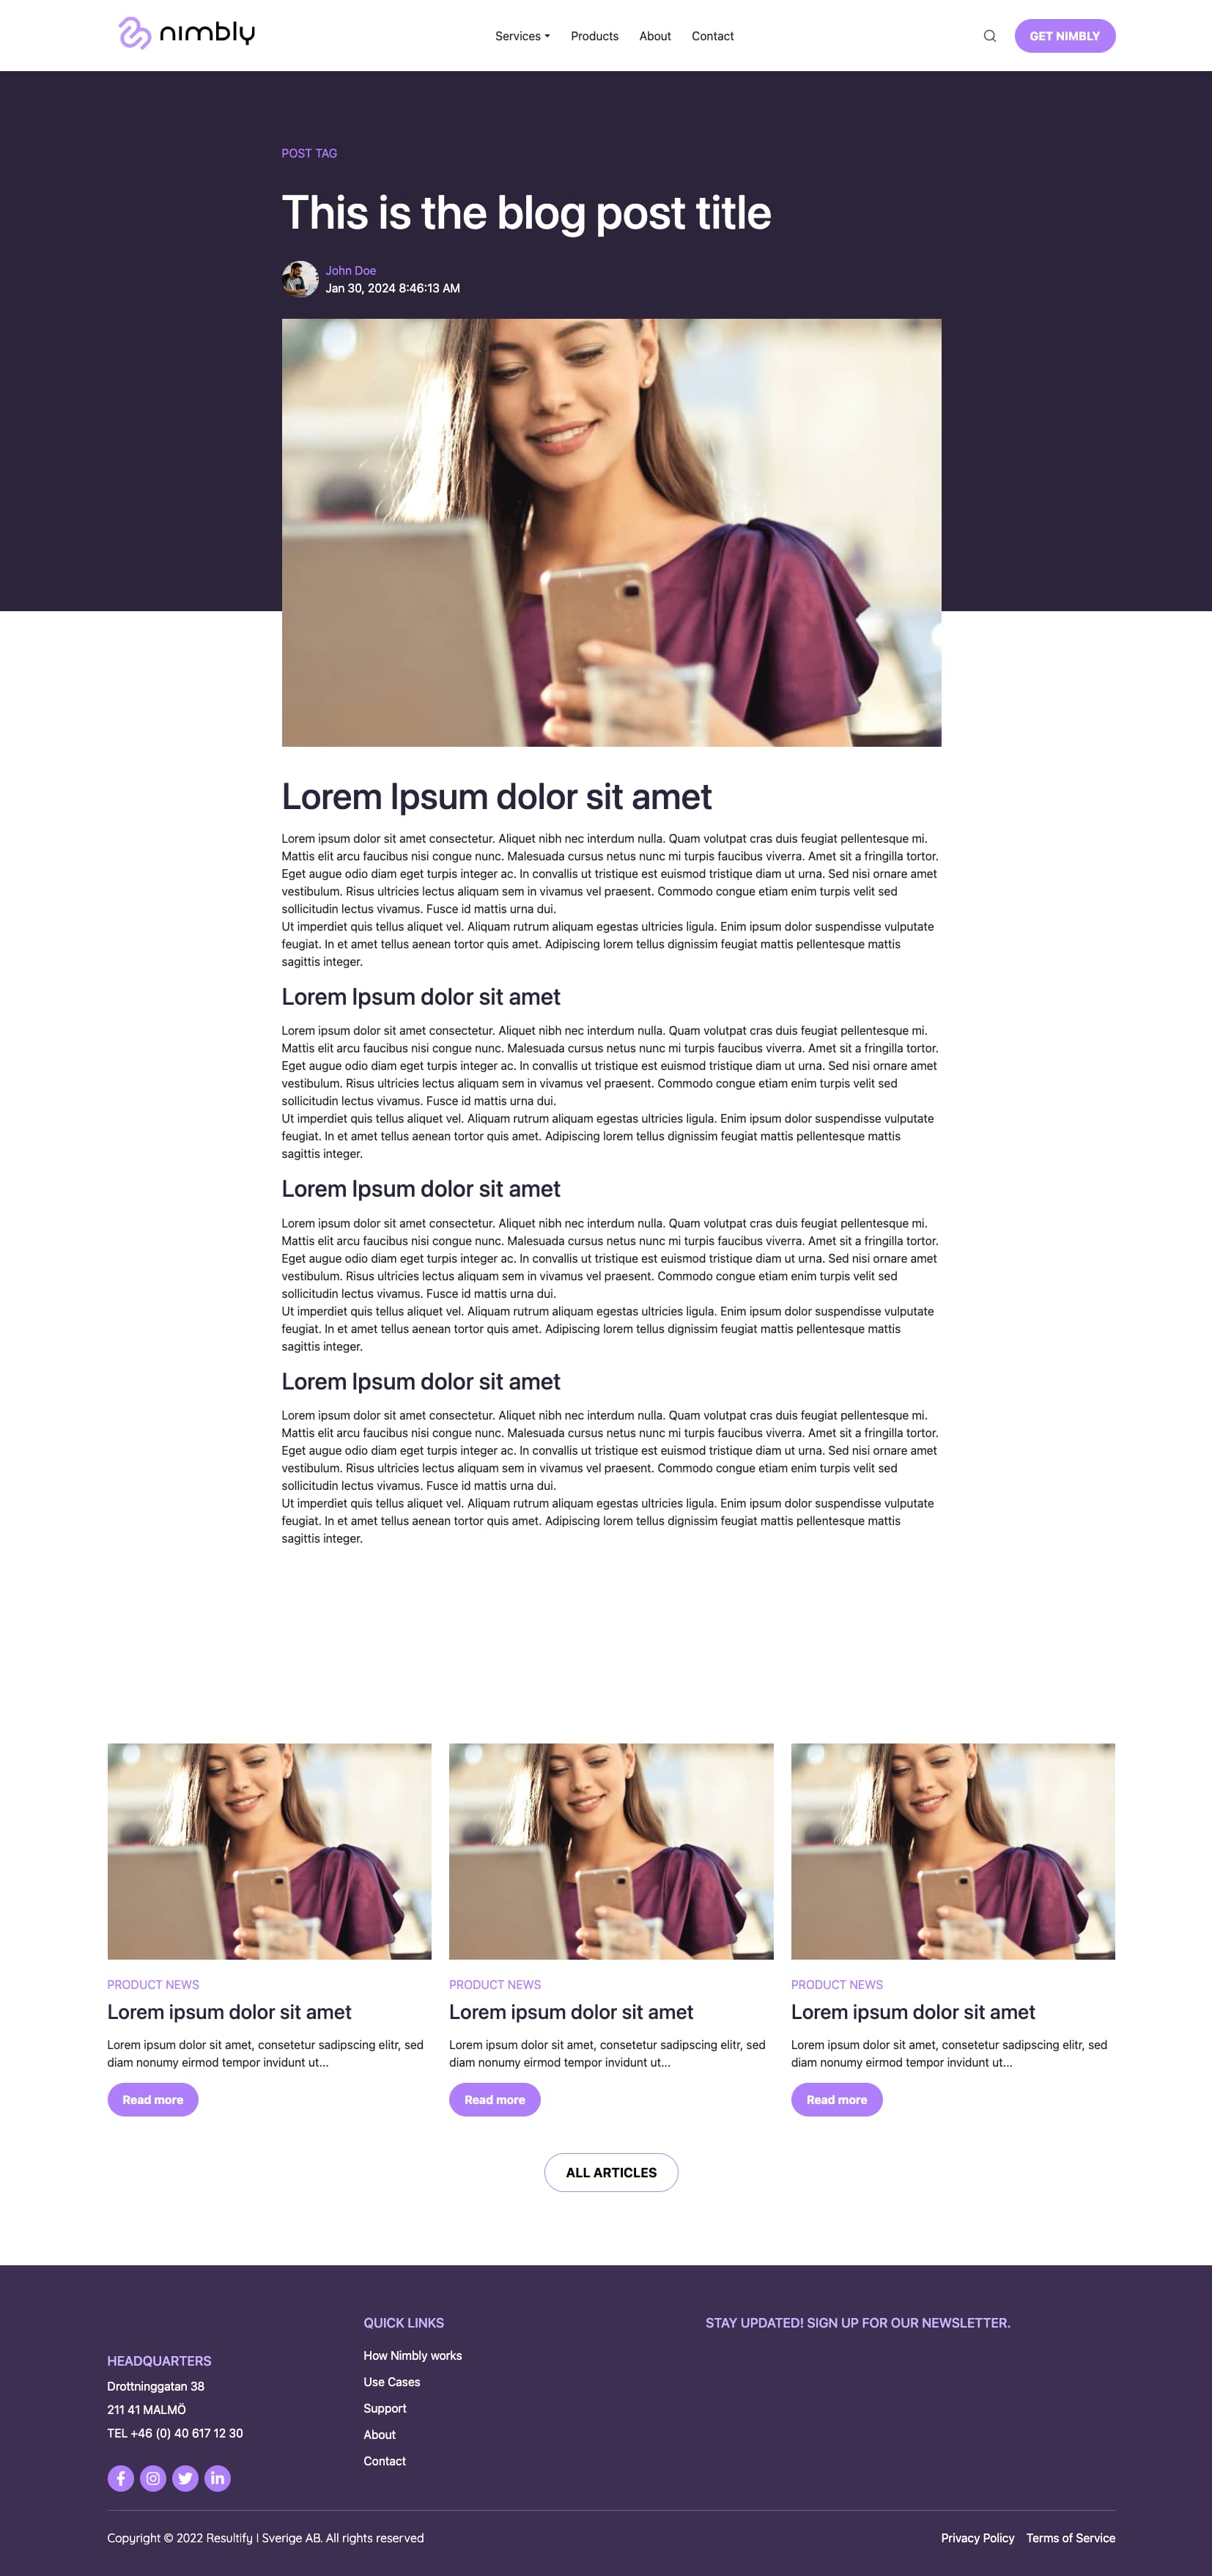 nimbly
Services
Products
About
Contact
GET NIMBLY
POST TAG
This is the blog post title
John Doe
Jan 30, 2024 8:46:13 AM
Lorem Ipsum dolor sit amet
Lorem ipsum dolor sit amet consectetur. Aliquet nibh nec interdum nulla. Quam volutpat cras duis feugiat pellentesque mi.
Mattis elit arcu faucibus nisi congue nunc. Malesuada cursus netus nunc mi turpis faucibus viverra. Amet sit a fringilla tortor.
Eget augue odio diam eget turpis integer ac. In convallis ut tristique est euismod tristique diam ut urna. Sed nisi ornare amet
vestibulum. Risus ultricies lectus aliquam sem in vivamus vel praesent. Commodo congue etiam enim turpis velit sed
sollicitudin lectus vivamus. Fusce id mattis urna dui.
Ut imperdiet quis tellus aliquet vel. Aliquam rutrum aliquam egestas ultricies ligula. Enim ipsum dolor suspendisse vulputate
feugiat. In et amet tellus aenean tortor quis amet. Adipiscing lorem tellus dignissim feugiat mattis pellentesque mattis
sagittis integer.
Lorem Ipsum dolor sit amet
Lorem ipsum dolor sit amet consectetur. Aliquet nibh nec interdum nulla. Quam volutpat cras duis feugiat pellentesque mi.
Mattis elit arcu faucibus nisi congue nunc. Malesuada cursus netus nunc mi turpis faucibus viverra. Amet sit a fringilla tortor.
Eget augue odio diam eget turpis integer ac. In convallis ut tristique est euismod tristique diam ut urna. Sed nisi ornare amet
vestibulum. Risus ultricies lectus aliquam sem in vivamus vel praesent. Commodo congue etiam enim turpis velit sed
sollicitudin lectus vivamus. Fusce id mattis urna dui.
Ut imperdiet quis tellus aliquet vel. Aliquam rutrum aliquam egestas ultricies ligula. Enim ipsum dolor suspendisse vulputate
feugiat. In et amet tellus aenean tortor quis amet. Adipiscing lorem tellus dignissim feugiat mattis pellentesque mattis
sagittis integer.
Lorem Ipsum dolor sit amet
Lorem ipsum dolor sit amet consectetur. Aliquet nibh nec interdum nulla. Quam volutpat cras duis feugiat pellentesque mi.
Mattis elit arcu faucibus nisi congue nunc. Malesuada cursus netus nunc mi turpis faucibus viverra. Amet sit a fringilla tortor.
Eget augue odio diam eget turpis integer ac. In convallis ut tristique est euismod tristique diam ut urna. Sed nisi ornare amet
vestibulum. Risus ultricies lectus aliquam sem in vivamus vel praesent. Commodo congue etiam enim turpis velit sed
sollicitudin lectus vivamus. Fusce id mattis urna dui.
Ut imperdiet quis tellus aliquet vel. Aliquam rutrum aliquam egestas ultricies ligula. Enim ipsum dolor suspendisse vulputate
feugiat. In et amet tellus aenean tortor quis amet. Adipiscing lorem tellus dignissim feugiat mattis pellentesque mattis
sagittis integer.
Lorem Ipsum dolor sit amet
Lorem ipsum dolor sit amet consectetur. Aliquet nibh nec interdum nulla. Quam volutpat cras duis feugiat pellentesque mi.
Mattis elit arcu faucibus nisi congue nunc. Malesuada cursus netus nunc mi turpis faucibus viverra. Amet sit a fringilla tortor.
Eget augue odio diam eget turpis integer ac. In convallis ut tristique est euismod tristique diam ut urna. Sed nisi ornare amet
vestibulum. Risus ultricies lectus aliquam sem in vivamus vel praesent. Commodo congue etiam enim turpis velit sed
sollicitudin lectus vivamus. Fusce id mattis urna dui.
Ut imperdiet quis tellus aliquet vel. Aliquam rutrum aliquam egestas ultricies ligula. Enim ipsum dolor suspendisse vulputate
feugiat. In et amet tellus aenean tortor quis amet. Adipiscing lorem tellus dignissim feugiat mattis pellentesque mattis
sagittis integer.
PRODUCT NEWS
Lorem ipsum dolor sit amet
Lorem ipsum dolor sit amet, consetetur sadipscing elitr, sed
diam nonumy eirmod tempor invidunt ut...
Read more
PRODUCT NEWS
Lorem ipsum dolor sit amet
Lorem ipsum dolor sit amet, consetetur sadipscing elitr, sed
diam nonumy eirmod tempor invidunt ut...
Read more
PRODUCT NEWS
Lorem ipsum dolor sit amet
Lorem ipsum dolor sit amet, consetetur sadipscing elitr, sed
diam nonumy eirmod tempor invidunt ut...
Read more
ALL ARTICLES
HEADQUARTERS
Drottninggatan 38
211 41 MALMÖ
TEL +46 (0) 40 617 12 30
QUICK LINKS
How Nimbly works
Use Cases
Support
About
Contact
STAY UPDATED! SIGN UP FOR OUR NEWSLETTER.
Copyright © 2022 Resultify I Sverige AB. All rights reserved
Privacy Policy
Terms of Service